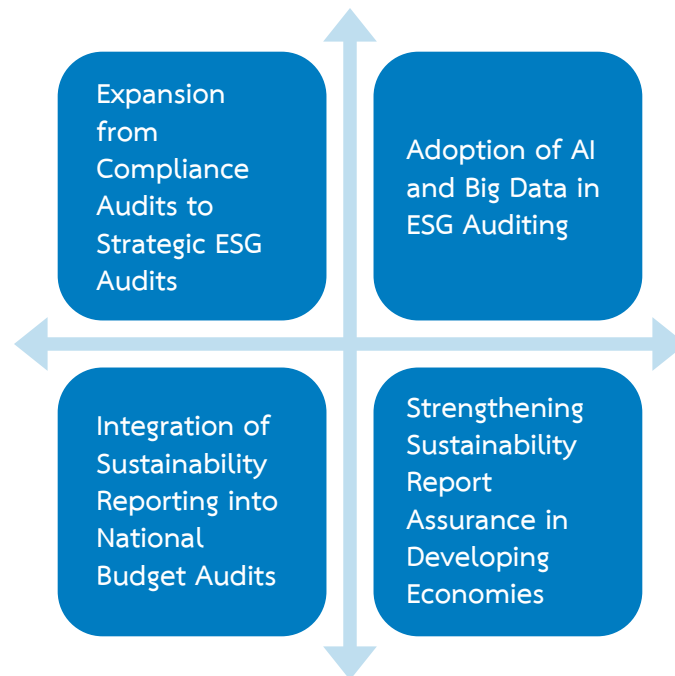 Expansion
from
Compliance
Audits to
Strategic ESG
Audits
Adoption of AI
and Big Data in
ESG Auditing
Integration of
Sustainability
Reporting into
National
Budget Audits
Strengthening
Sustainability
Report
Assurance in
Developing
Economies